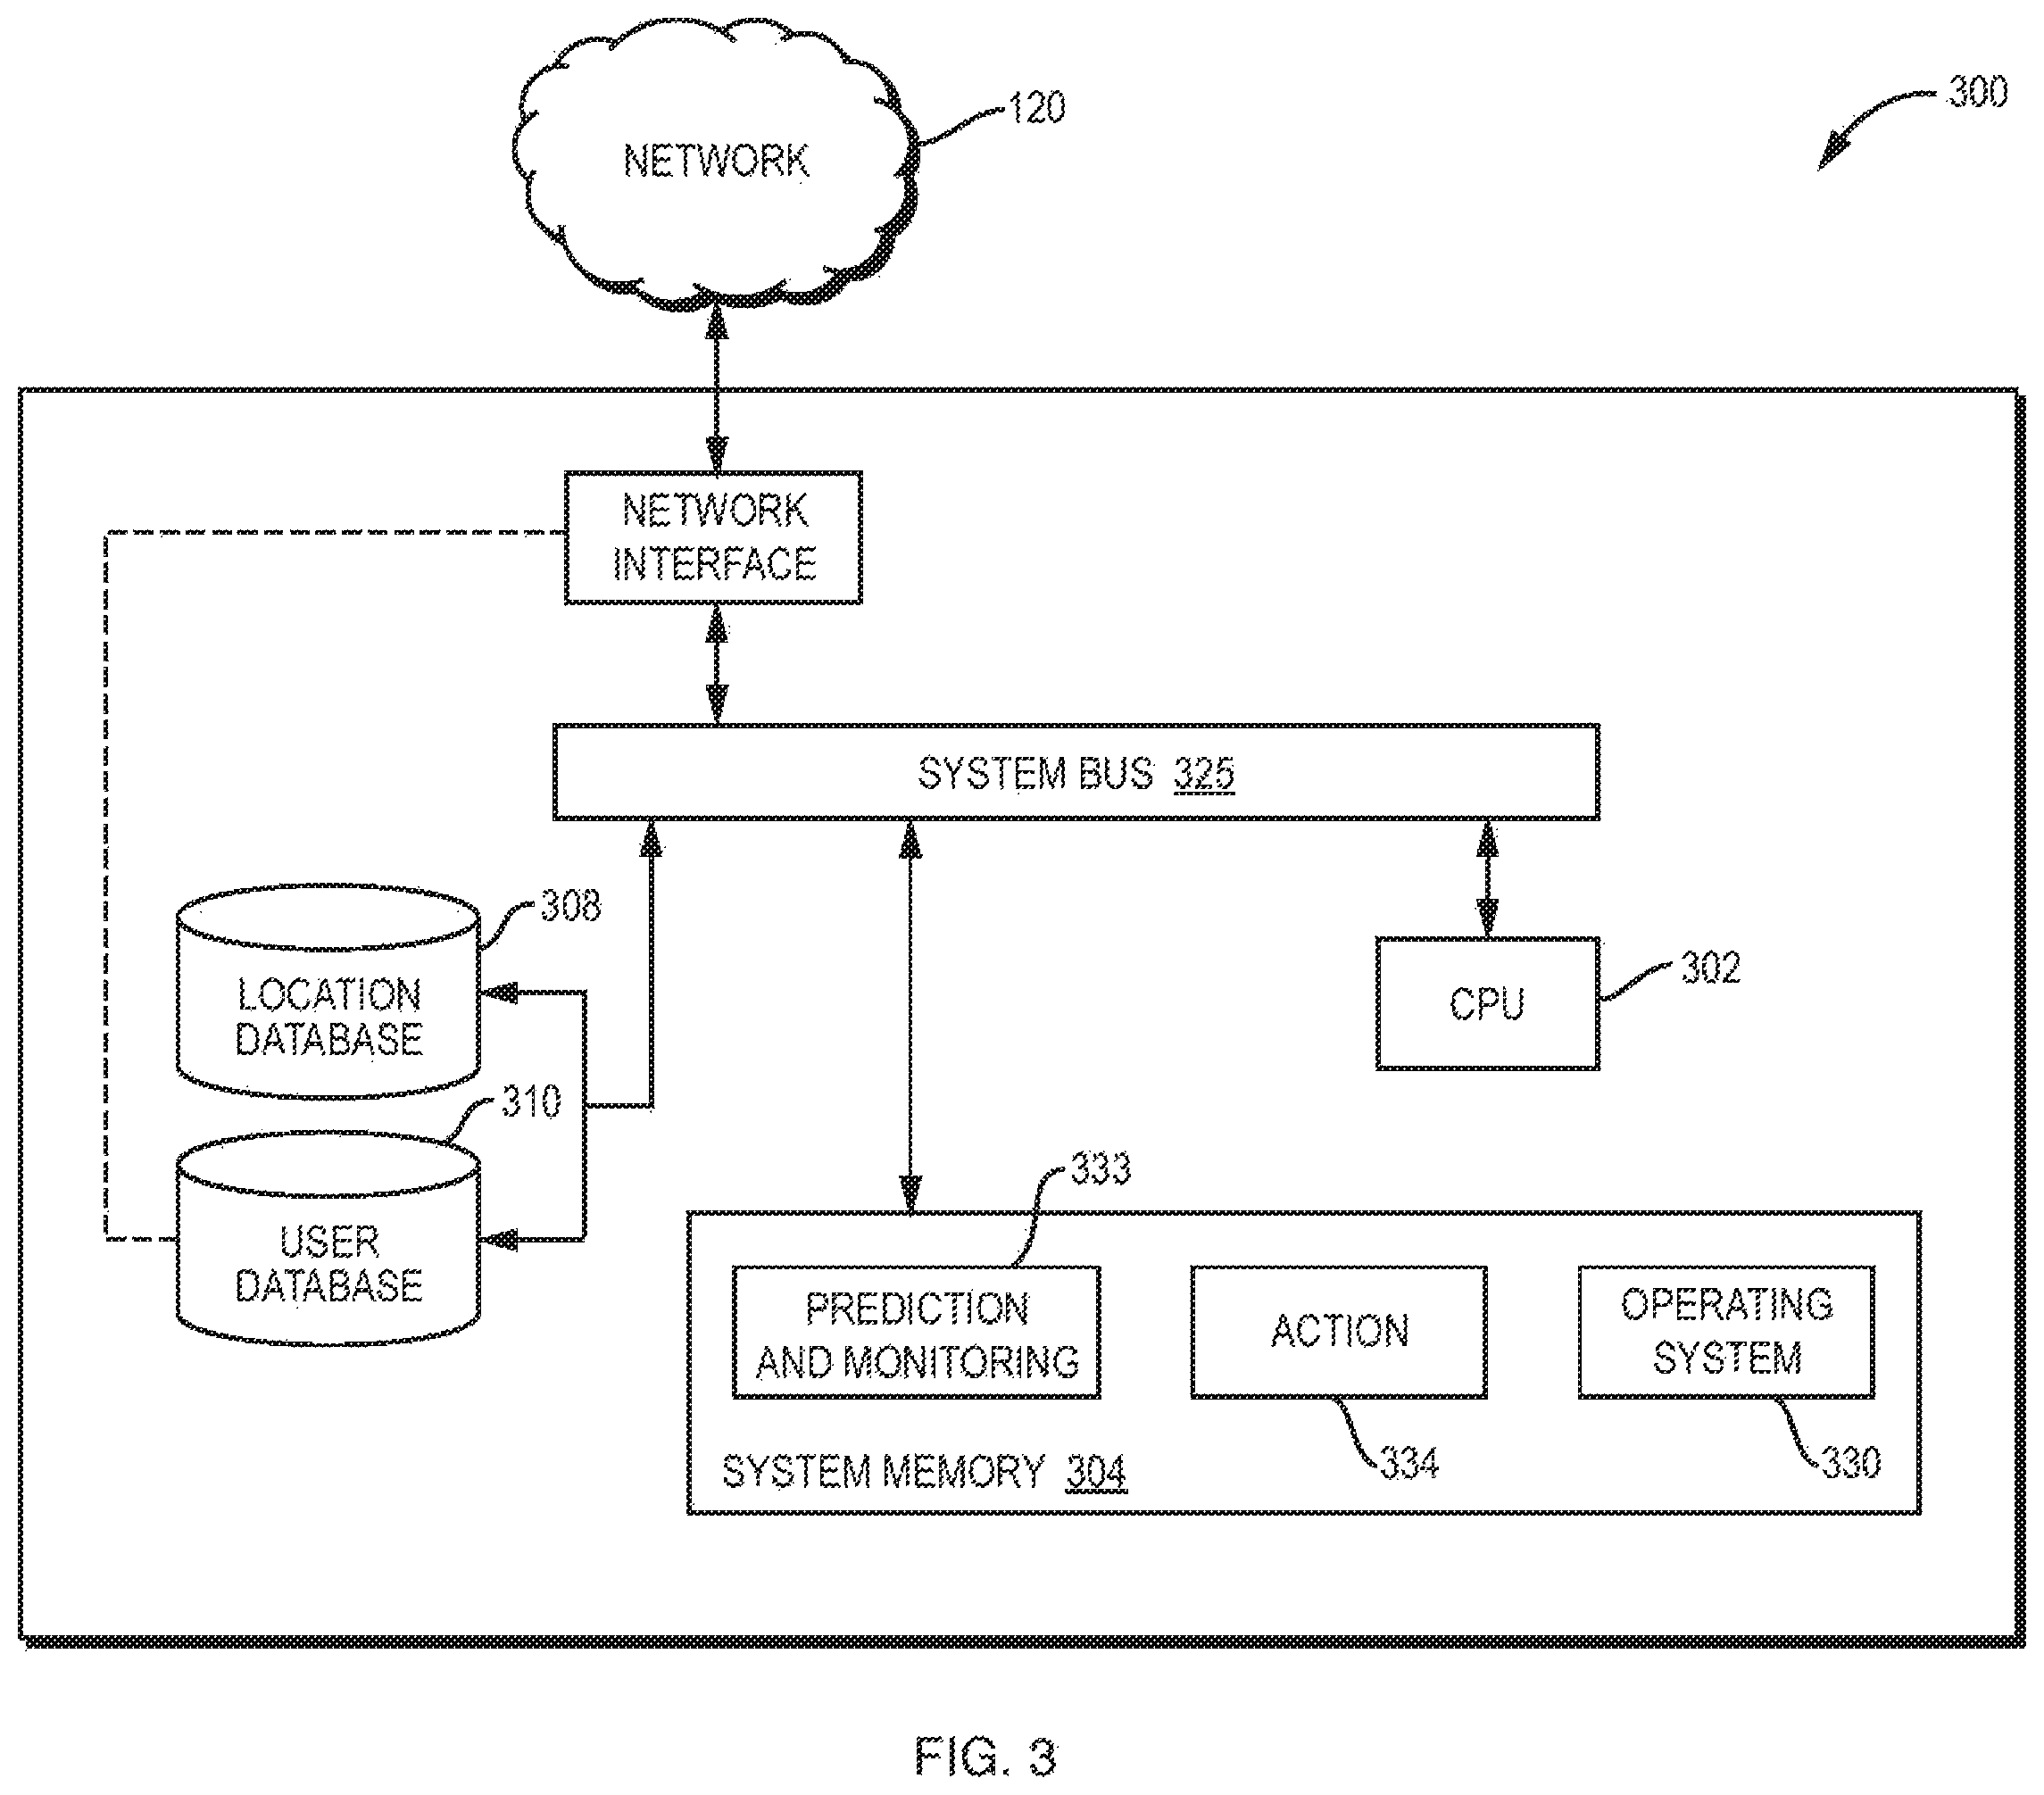 300
120
NETWORK
NETWORK
INTERFACE
SYSTEM BUS 325
308
LOCATION
DATABASE
302
CPU
310
USER
DATABASE
333
PREDICTION
AND MONITORING
ACTION
OPERATING
SYSTEM
334
330
SYSTEM MEMORY 304
FIG. 3